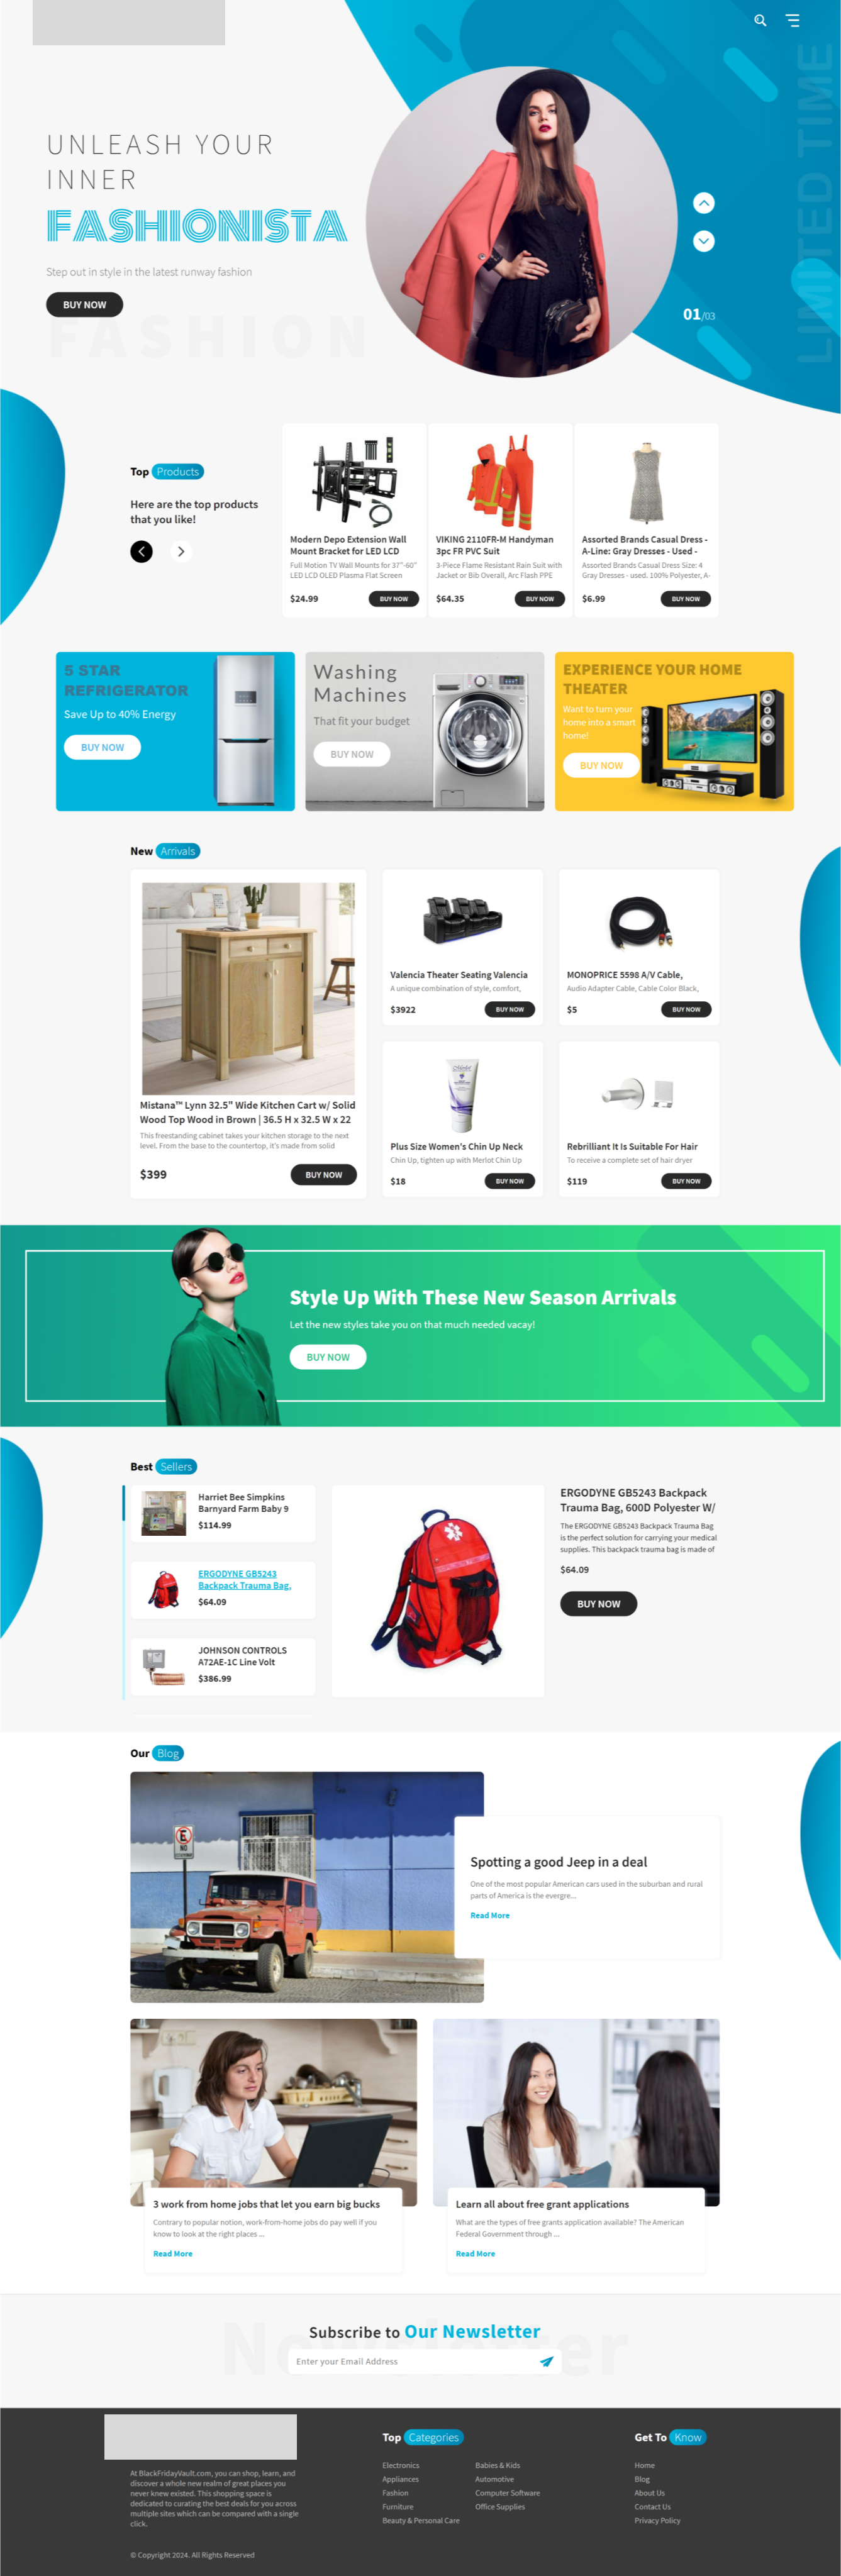 LIMITED TIME
UNLEASH YOUR
INNER
FASHIONISTA
Step out in style in the latest runway fashion
BUY NOW
FASHION
01/03
Top Products
Here are the top products
that you like!
Modern Depo Extension Wall
Mount Bracket for LED LCD
Full Motion TV Wall Mounts for 37"-60"
LED LCD OLED Plasma Flat Screen
$24.99
BUY NOW
VIKING 2110FR-M Handyman
3pc FR PVC Suit
3-Piece Flame Resistant Rain Suit with
Jacket or Bib Overall, Arc Flash PPE
$64.35
BUY NOW
Assorted Brands Casual Dress -
A-Line: Gray Dresses - Used -
Assorted Brands Casual Dress Size: 4
Gray Dresses - used. 100% Polyester, A-
$6.99
BUY NOW
5 STAR
REFRIGERATOR
Save Up to 40% Energy
BUY NOW
Washing
Machines
That fit your budget
BUY NOW
EXPERIENCE YOUR HOME
THEATER
Want to turn your
home into a smart
home!
BUY NOW
New Arrivals
Mistana™ Lynn 32.5" Wide Kitchen Cart w/ Solid
Wood Top Wood in Brown | 36.5 H x 32.5 W x 22
This freestanding cabinet takes your kitchen storage to the next
level. From the base to the countertop, it's made from solid
$399
BUY NOW
Valencia Theater Seating Valencia
A unique combination of style, comfort,
$3922
BUY NOW
MONOPRICE 5598 A/V Cable,
Audio Adapter Cable, Cable Color Black,
$5
BUY NOW
Plus Size Women's Chin Up Neck
Chin Up, tighten up with Merlot Chin Up
$18
BUY NOW
Rebrilliant It Is Suitable For Hair
To receive a complete set of hair dryer
$119
BUY NOW
Style Up With These New Season Arrivals
Let the new styles take you on that much needed vacay!
BUY NOW
Best Sellers
Harriet Bee Simpkins
Barnyard Farm Baby 9
$114.99
ERGODYNE GB5243
Backpack Trauma Bag,
$64.09
JOHNSON CONTROLS
A72AE-1C Line Volt
$386.99
ERGODYNE GB5243 Backpack
Trauma Bag, 600D Polyester W/
The ERGODYNE GB5243 Backpack Trauma Bag
is the perfect solution for carrying your medical
supplies. This backpack trauma bag is made of
$64.09
BUY NOW
Our Blog
E
NO
Spotting a good Jeep in a deal
One of the most popular American cars used in the suburban and rural
parts of America is the evergre...
Read More
3 work from home jobs that let you earn big bucks
Contrary to popular notion, work-from-home jobs do pay well if you
know to look at the right places ...
Read More
Learn all about free grant applications
What are the types of free grants application available? The American
Federal Government through ...
Read More
Newsletter
Subscribe to Our Newsletter
Enter your Email Address
At BlackFridayVault.com, you can shop, learn, and
discover a whole new realm of great places you
never knew existed. This shopping space is
dedicated to curating the best deals for you across
multiple sites which can be compared with a single
click.
© Copyright 2024. All Rights Reserved
Top Categories
Electronics
Appliances
Fashion
Furniture
Beauty & Personal Care
Babies & Kids
Automotive
Computer Software
Office Supplies
Get To Know
Home
Blog
About Us
Contact Us
Privacy Policy